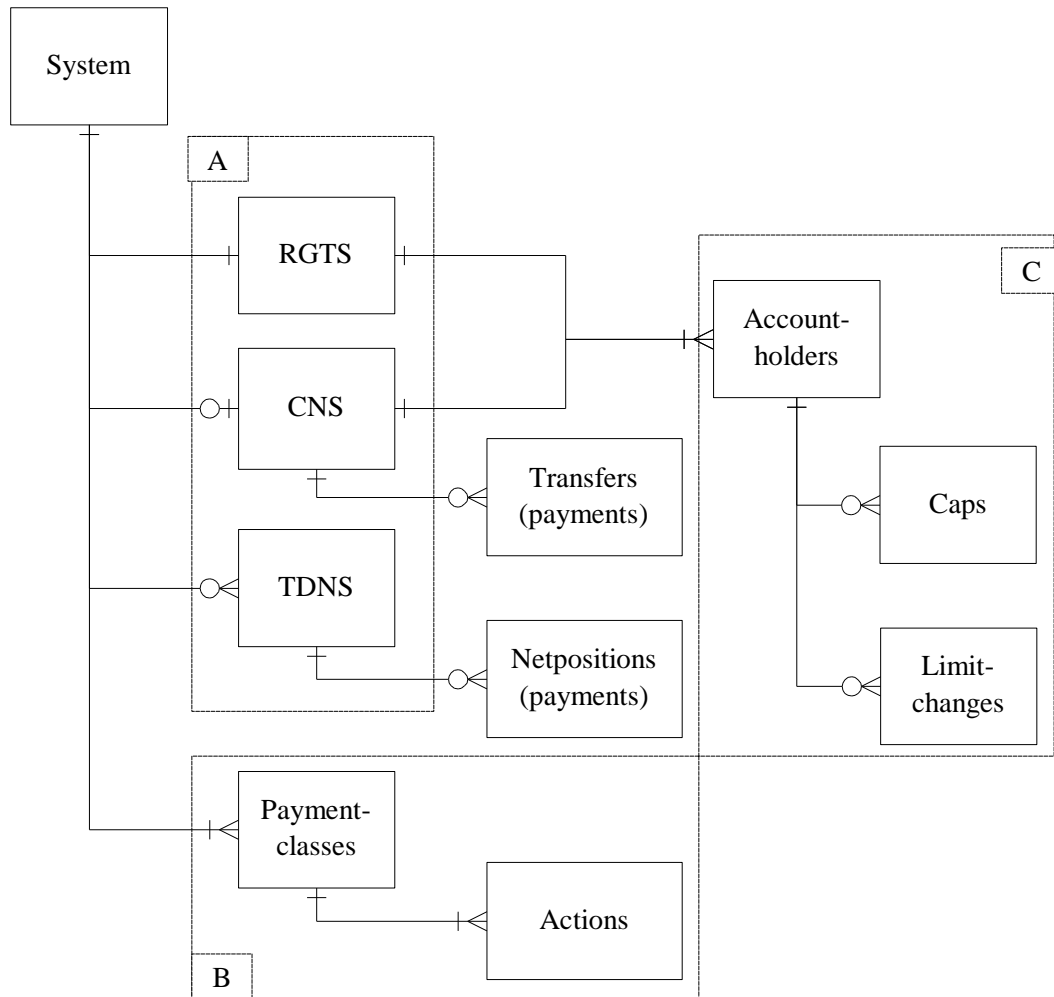 System
A
RGTS
C
Account-
holders
CNS
Transfers
(payments)
Caps
TDNS
Netpositions
(payments)
Limit-
changes
Payment-
classes
Actions
B